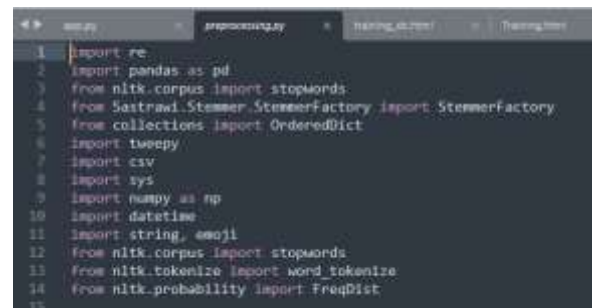 app.py preprocessing.py training_sb.html Training.html
1 import re
2 import pandas as pd
3 from nltk.corpus import stopwords
4 from Sastrawi.Stemmer.StemmerFactory import StemmerFactory
5 from collections import OrderedDict
6 import tweepy
7 import csv
8 import sys
9 import numpy as np
10 import datetime
11 import string, emoji
12 from nltk.corpus import stopwords
13 from nltk.tokenize import word_tokenize
14 from nltk.probability import FreqDist
15